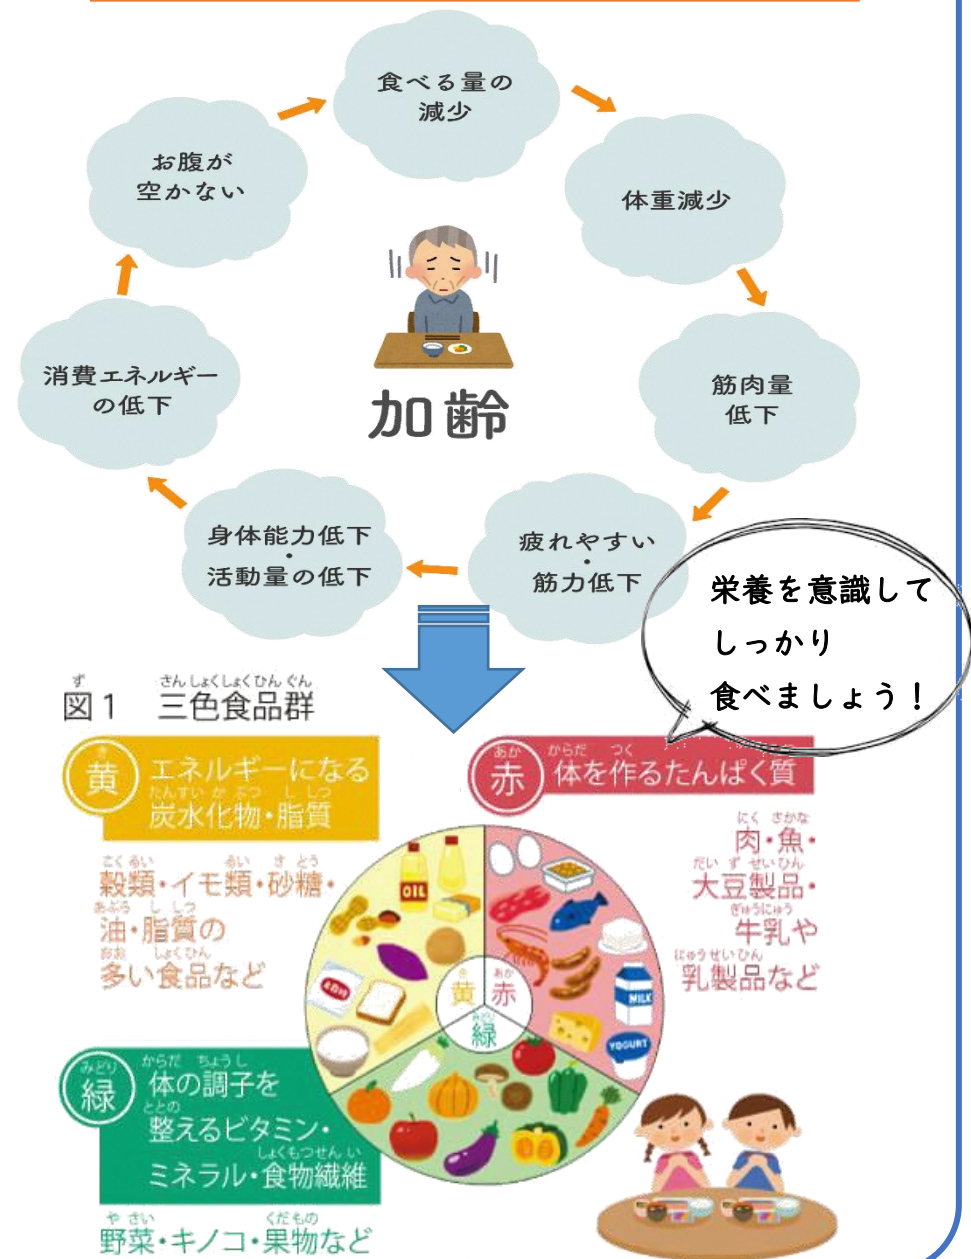 食べる量の
減少
お腹が
空かない
体重減少
消費エネルギー
の低下
筋肉量
低下
加齢
身体能力低下
・
活動量の低下
疲れやすい
・
筋力低下
栄養を意識して
しっかり
食べましょう！
ず さんしょくしょくひんぐん
図1 三色食品群
き
黄
エネルギーになる
たんすいかぶつ ししつ
炭水化物・脂質
こくるい るい さとう
穀類・イモ類・砂糖・
あぶら ししつ
油・脂質の
おお しょくひん
多い食品など
あか
赤
からだ つく
体を作るたんぱく質
にく さかな
肉・魚・
だいずせいひん
大豆製品・
ぎゅうにゅう
牛乳や
にゅうせいひん
乳製品など
OIL
MILK
YOGURT
き
黄
あか
赤
みどり
緑
みどり
緑
からだ ちょうし
体の調子を
ととの
整えるビタミン・
しょくもつせんい
ミネラル・食物繊維
やさい くだもの
野菜・キノコ・果物など